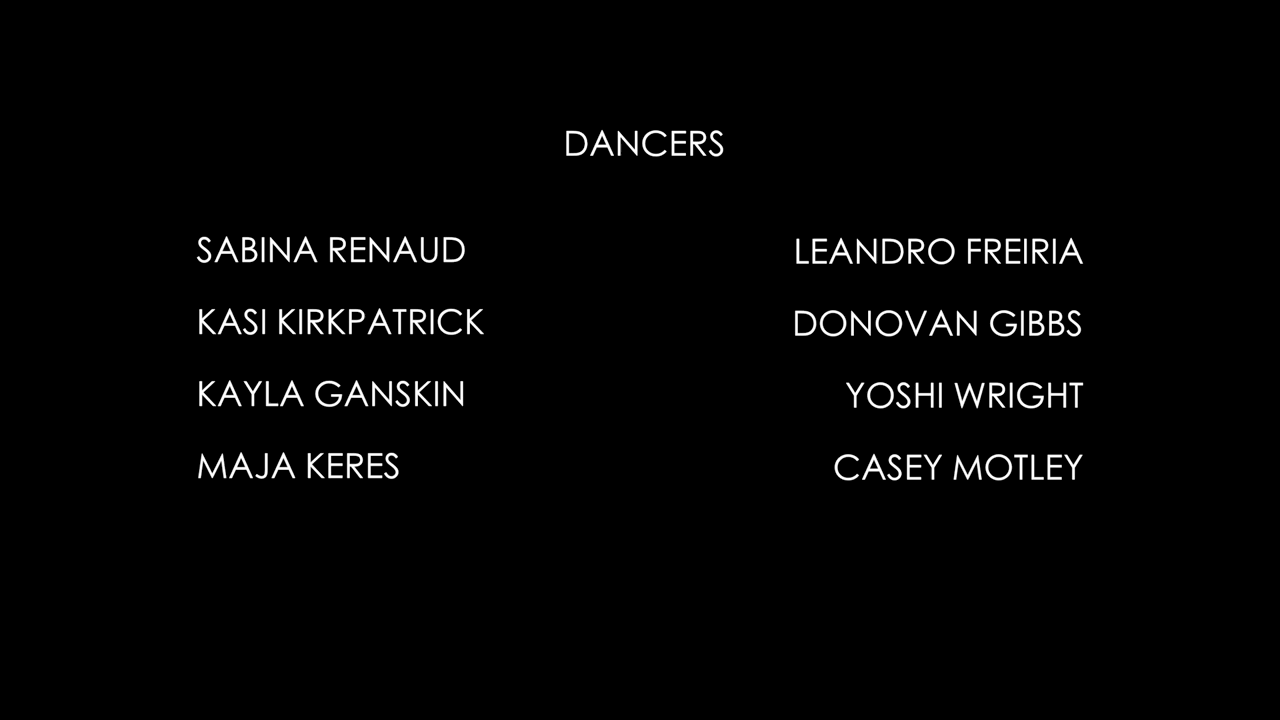 DANCERS
SABINA RENAUD
LEANDRO FREIRIA
KASI KIRKPATRICK
DONOVAN GIBBS
KAYLA GANSKIN
YOSHI WRIGHT
MAJA KERES
CASEY MOTLEY